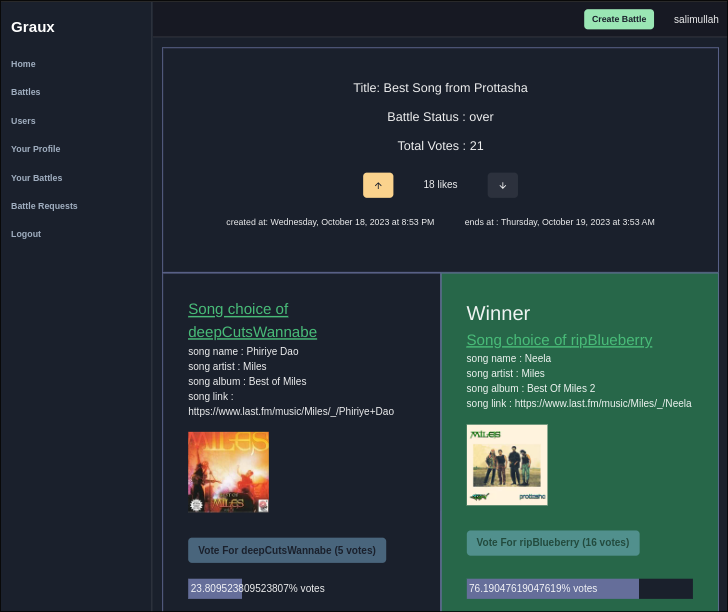 Graux
Create Battle
salimullah
Home
Battles
Users
Your Profile
Your Battles
Battle Requests
Logout
Title: Best Song from Prottasha
Battle Status : over
Total Votes : 21
↑ 18 likes ↓
created at: Wednesday, October 18, 2023 at 8:53 PM
ends at : Thursday, October 19, 2023 at 3:53 AM
Song choice of
deepCutsWannabe
song name : Phiriye Dao
song artist : Miles
song album : Best of Miles
song link :
https://www.last.fm/music/Miles/_/Phiriye+Dao
MILES
BEST OF
MILES
Vote For deepCutsWannabe (5 votes)
23.809523809523807% votes
Winner
Song choice of ripBlueberry
song name : Neela
song artist : Miles
song album : Best Of Miles 2
song link : https://www.last.fm/music/Miles/_/Neela
MILES
prottasha
Vote For ripBlueberry (16 votes)
76.19047619047619% votes